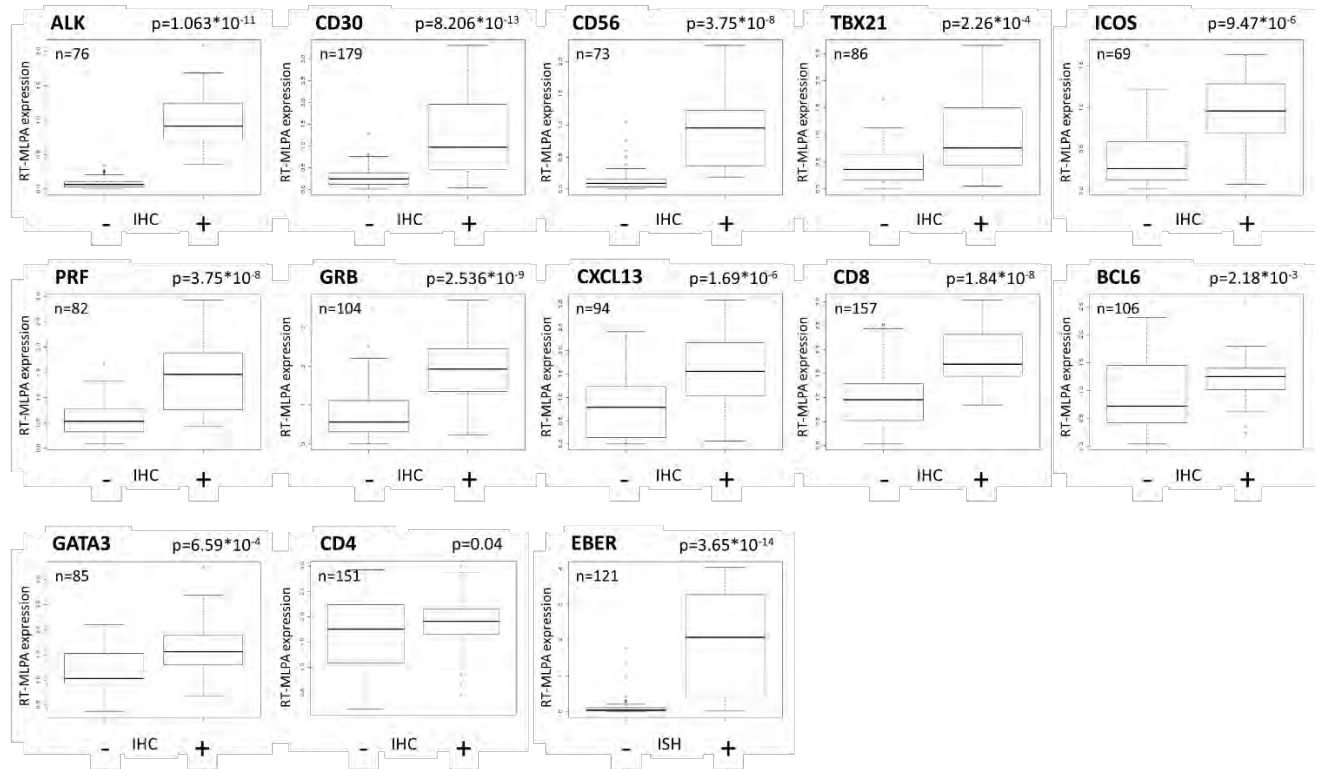 ALK p=1.063*10-11
n=76
RT-MLPA expression
- IHC +
CD30 p=8.206*10-13
n=179
RT-MLPA expression
- IHC +
CD56 p=3.75*10-8
n=73
RT-MLPA expression
- IHC +
TBX21 p=2.26*10-4
n=86
RT-MLPA expression
- IHC +
ICOS p=9.47*10-6
n=69
RT-MLPA expression
- IHC +
PRF p=3.75*10-8
n=82
RT-MLPA expression
- IHC +
GRB p=2.536*10-9
n=104
RT-MLPA expression
- IHC +
CXCL13 p=1.69*10-6
n=94
RT-MLPA expression
- IHC +
CD8 p=1.84*10-8
n=157
RT-MLPA expression
- IHC +
BCL6 p=2.18*10-3
n=106
RT-MLPA expression
- IHC +
GATA3 p=6.59*10-4
n=85
RT-MLPA expression
- IHC +
CD4 p=0.04
n=151
RT-MLPA expression
- IHC +
EBER p=3.65*10-14
n=121
RT-MLPA expression
- ISH +